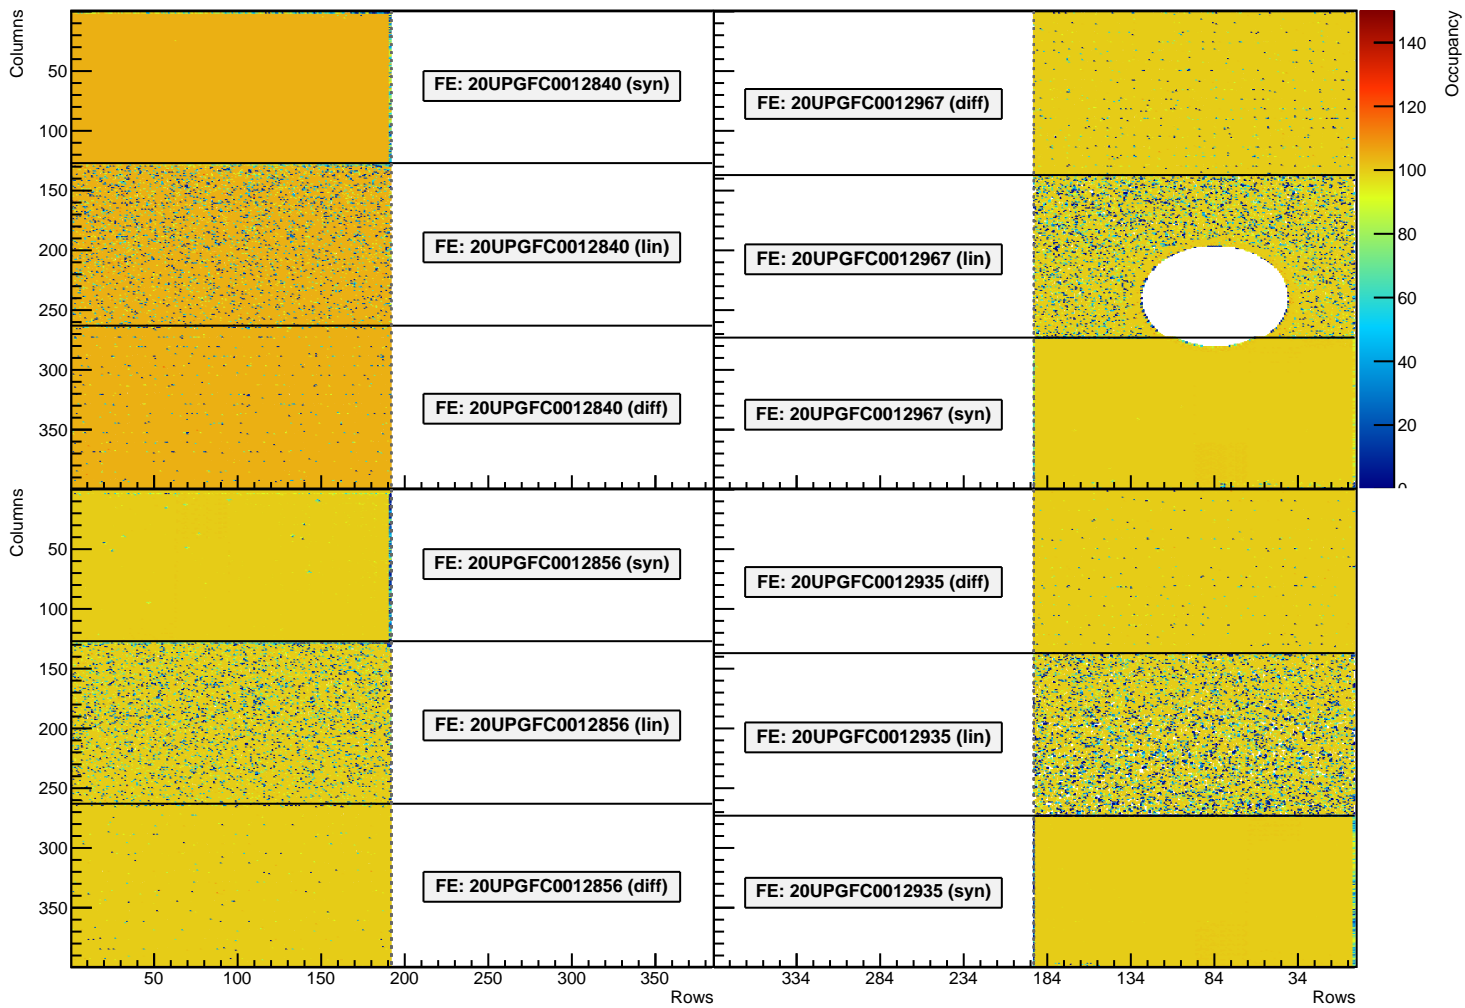 Columns
50
100
150
200
250
300
350
FE: 20UPGFC0012840 (syn)
FE: 20UPGFC0012840 (lin)
FE: 20UPGFC0012840 (diff)
FE: 20UPGFC0012967 (diff)
FE: 20UPGFC0012967 (lin)
FE: 20UPGFC0012967 (syn)
Occupancy
140
120
100
80
60
40
20
0
Columns
50
100
150
200
250
300
350
FE: 20UPGFC0012856 (syn)
FE: 20UPGFC0012856 (lin)
FE: 20UPGFC0012856 (diff)
FE: 20UPGFC0012935 (diff)
FE: 20UPGFC0012935 (lin)
FE: 20UPGFC0012935 (syn)
50 100 150 200 250 300 350
Rows
334 284 234 184 134 84 34
Rows